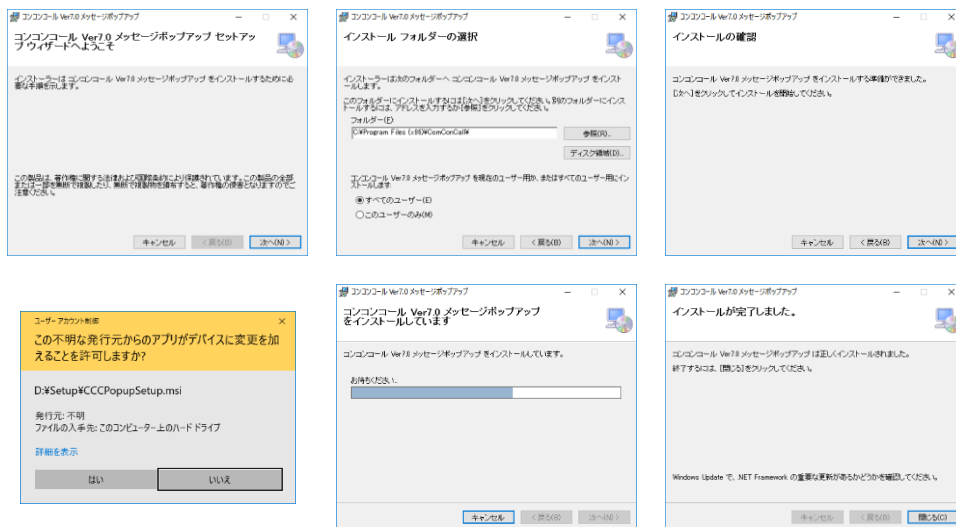 コンコンコール Ver7.0 メッセージポップアップ
コンコンコール Ver7.0 メッセージポップアップ セットアッ
プ ウィザードへようこそ
インストーラーは コンコンコール Ver7.0 メッセージポップアップ をインストールするために必
要な手順を示します。
この製品は、著作権に関する法律および国際条約により保護されています。この製品の全部
または一部を無断で複製したり、無断で複製物を頒布すると、著作権の侵害となりますのでご
注意ください。
キャンセル
< 戻る(B)
次へ(N) >
コンコンコール Ver7.0 メッセージポップアップ
インストール フォルダーの選択
インストーラーは次のフォルダーへ コンコンコール Ver7.0 メッセージポップアップ をインスト
ールします。
このフォルダーにインストールするには[次へ]をクリックしてください。別のフォルダーにインス
トールするには、アドレスを入力するか[参照]をクリックしてください。
フォルダー(F):
C:¥Program Files (x86)¥ComConCall¥
参照(R)...
ディスク領域(D)...
コンコンコール Ver7.0 メッセージポップアップ を現在のユーザー用か、またはすべてのユーザー用にイン
ストールします:
すべてのユーザー(E)
このユーザーのみ(M)
キャンセル
< 戻る(B)
次へ(N) >
コンコンコール Ver7.0 メッセージポップアップ
インストールの確認
コンコンコール Ver7.0 メッセージポップアップ をインストールする準備ができました。
[次へ]をクリックしてインストールを開始してください。
キャンセル
< 戻る(B)
次へ(N) >
ユーザー アカウント制御
この不明な発行元からのアプリがデバイスに変更を加
えることを許可しますか?
D:¥Setup¥CCCPopupSetup.msi
発行元: 不明
ファイルの入手先: このコンピューター上のハード ドライブ
詳細を表示
はい
いいえ
コンコンコール Ver7.0 メッセージポップアップ
コンコンコール Ver7.0 メッセージポップアップ
をインストールしています
コンコンコール Ver7.0 メッセージポップアップ をインストールしています。
お待ちください...
キャンセル
< 戻る(B)
次へ(N) >
コンコンコール Ver7.0 メッセージポップアップ
インストールが完了しました。
コンコンコール Ver7.0 メッセージポップアップ は正しくインストールされました。
終了するには、[閉じる]をクリックしてください。
Windows Update で、.NET Framework の重要な更新があるかどうかを確認してください。
キャンセル
< 戻る(B)
閉じる(C)